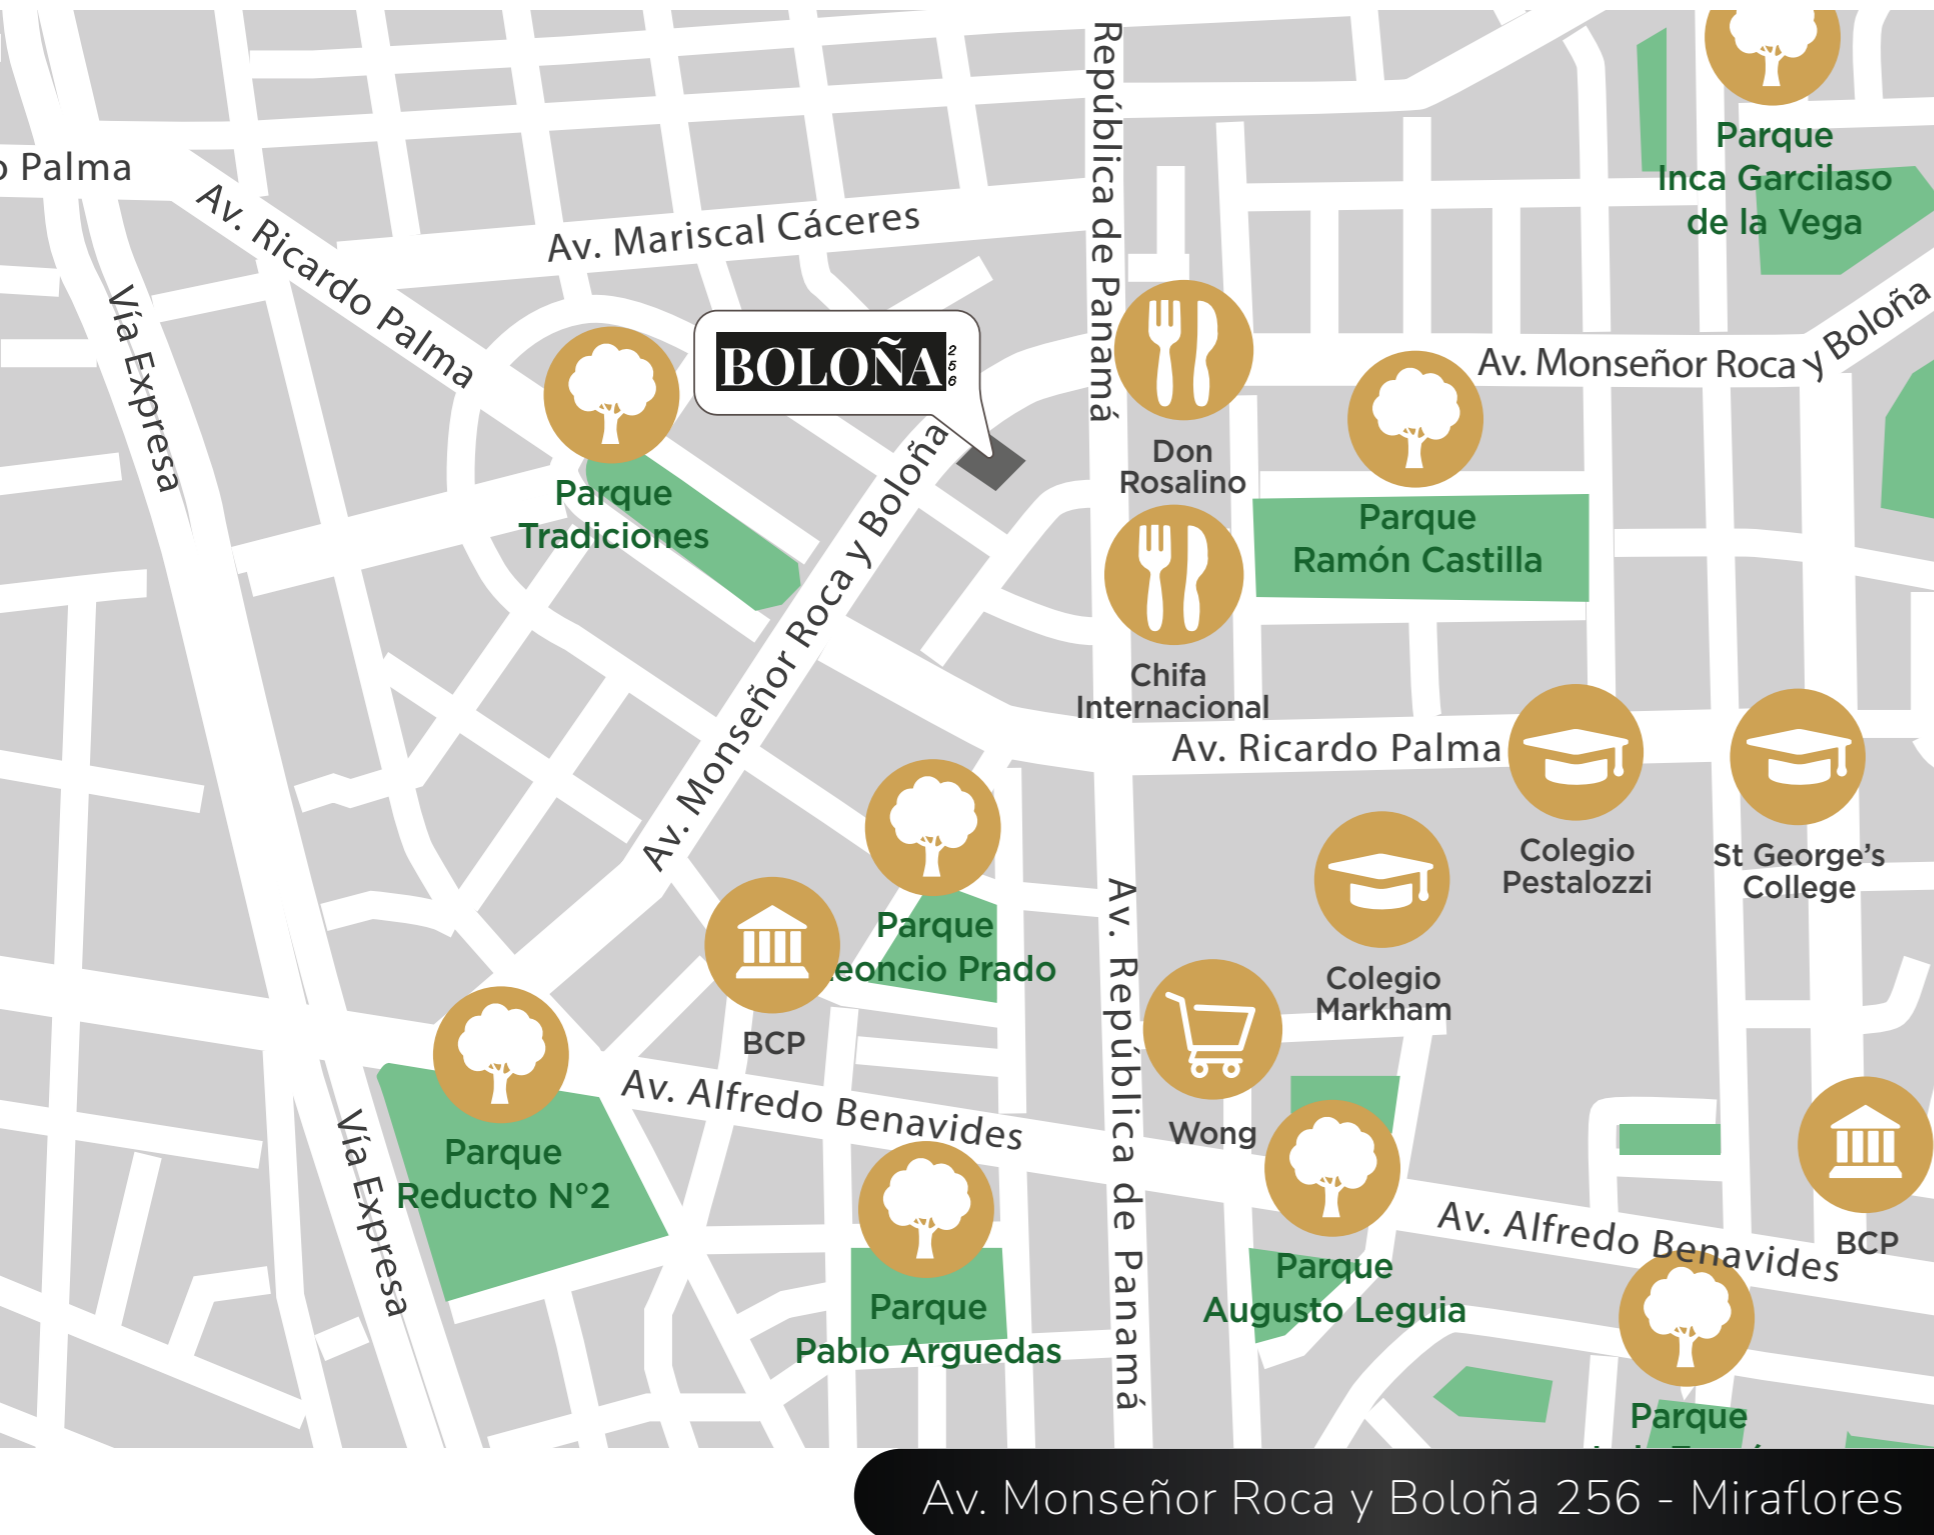 República de Panamá
Parque
Inca Garcilaso
de la Vega
Palma
Av. Ricardo Palma
Av. Mariscal Cáceres
Vía Expresa
BOLOÑA
256
Av. Monseñor Roca y Boloña
Don
Rosalino
Parque
Tradiciones
Parque
Ramón Castilla
Av. Monseñor Roca y Boloña
Chifa
Internacional
Av. Ricardo Palma
Colegio
Pestalozzi
St George’s
College
Parque
eoncio Prado
Colegio
Markham
BCP
Av. República de Panamá
Av. Alfredo Benavides
Wong
Parque
Reducto N°2
Vía Expresa
Av. Alfredo Benavides
BCP
Parque
Augusto Leguia
Parque
Pablo Arguedas
Parque
Av. Monseñor Roca y Boloña 256 - Miraflores